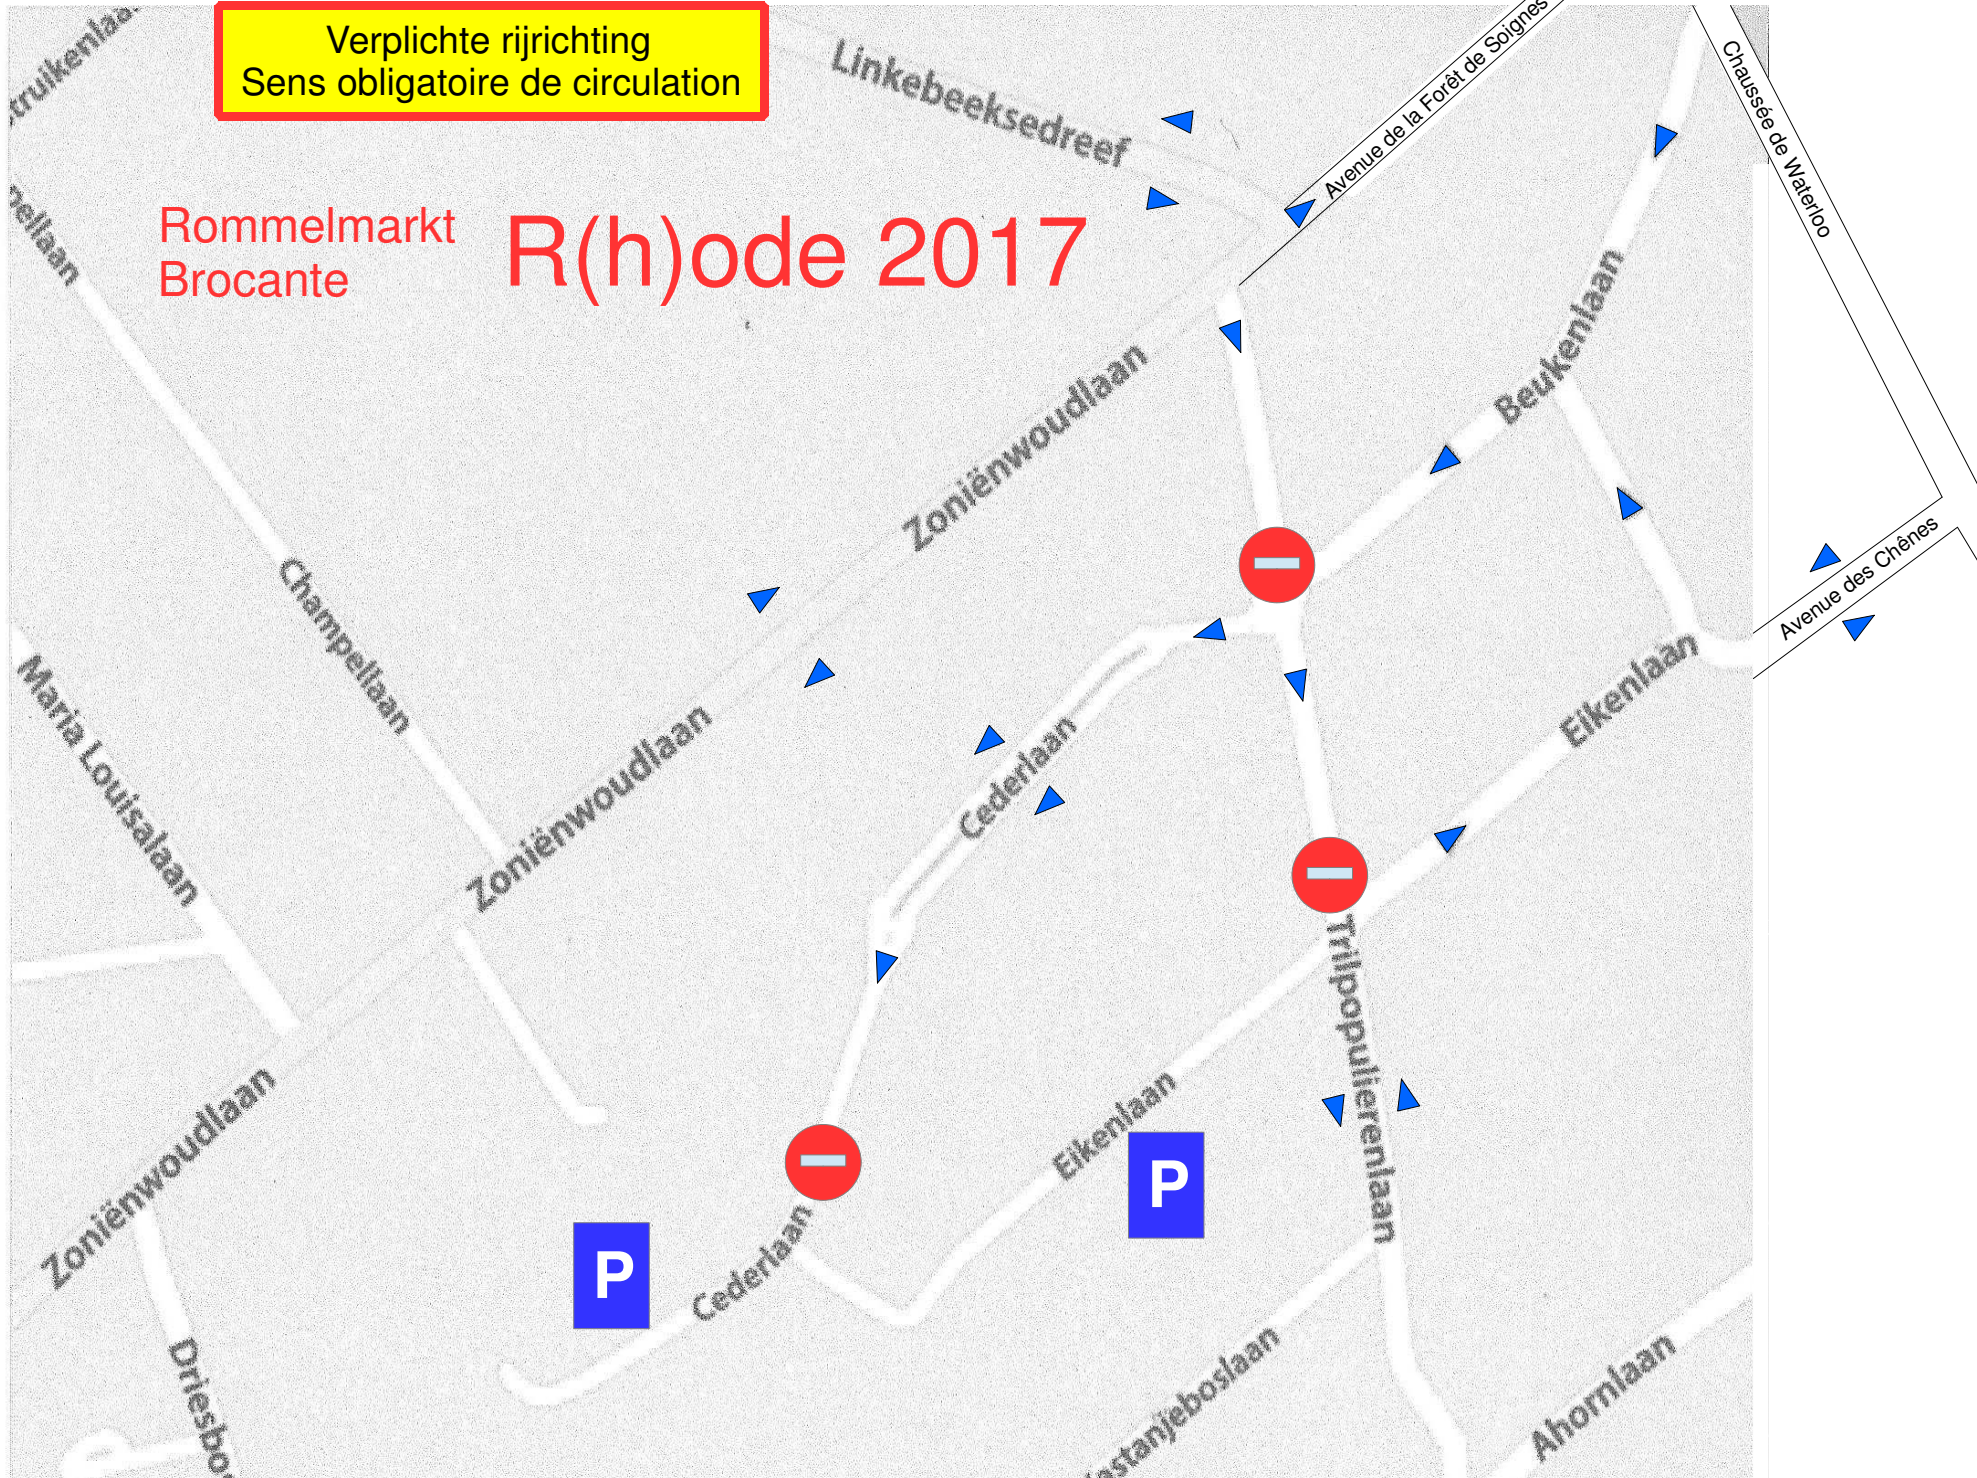 Verplichte rijrichting
Sens obligatoire de circulation
Linkebeeksedreef
Avenue de la Forêt de Soignes
Chaussée de Waterloo
Rommelmarkt
Brocante
R(h)ode 2017
Beukenlaan
Zoniënwoudlaan
Avenue des Chênes
Champellaan
Maria Louisalaan
Eikenlaan
Cederlaan
Zoniënwoudlaan
Trilpopulierenlaan
Zoniënwoudlaan
Eikenlaan
P
P
Cederlaan
Ahornlaan